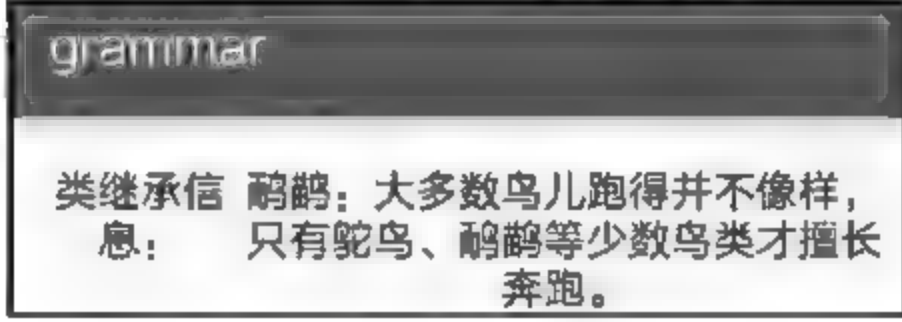 grammar
类继承信 鸸鹋：大多数鸟儿跑得并不像样，
息： 只有鸵鸟、鸸鹋等少数鸟类才擅长
奔跑。